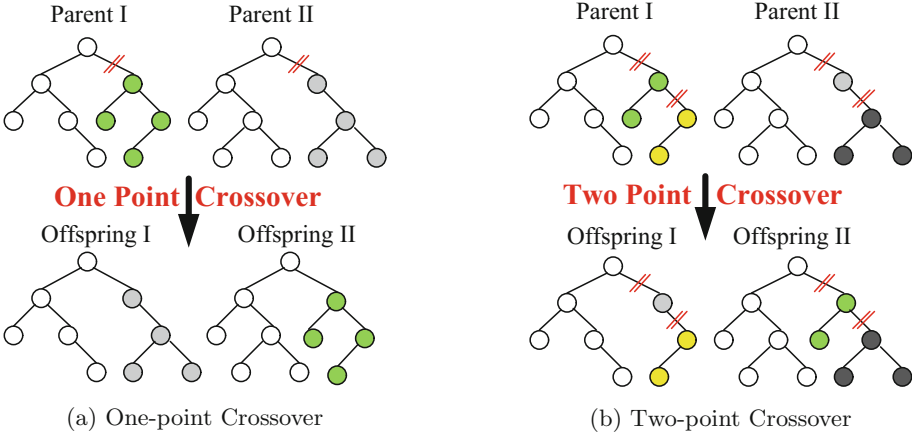 Parent I Parent II
One Point Crossover
Offspring I Offspring II
(a) One-point Crossover
Parent I Parent II
Two Point Crossover
Offspring I Offspring II
(b) Two-point Crossover